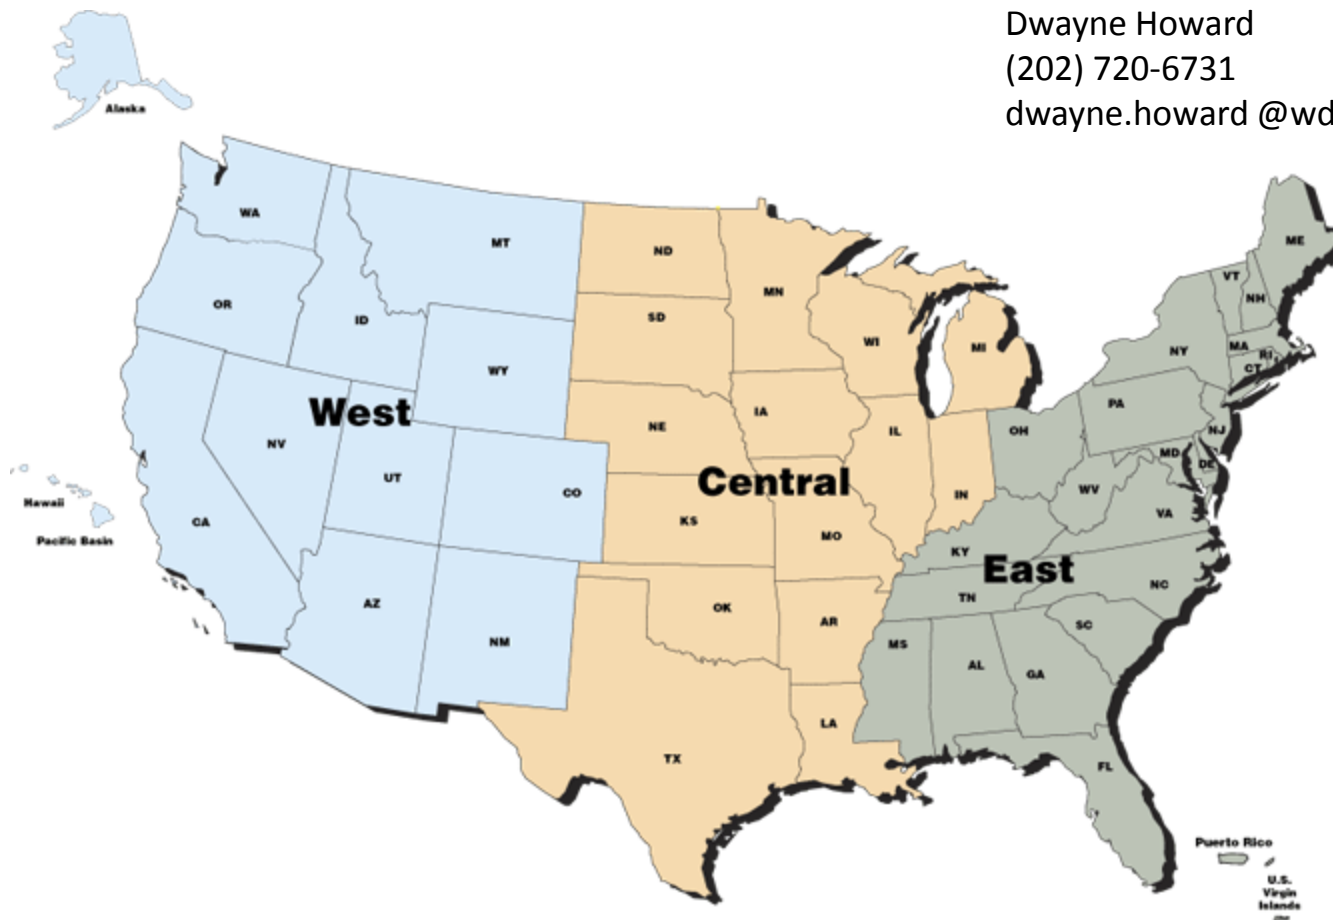 Dwayne Howard
(202) 720-6731
dwayne.howard @wd
Alaska
WA
MT
ND
MN
ME
VT
NH
OR
ID
SD
WI
MI
NY
MA
RI
CT
WY
West
NE
IA
IL
OH
PA
NJ
NV
UT
CO
Central
IN
MD
DE
WV
VA
Hawaii
Pacific Basin
CA
KS
MO
KY
East
AZ
NM
OK
AR
TN
NC
SC
MS
AL
GA
LA
TX
FL
Puerto Rico
U.S.
Virgin
Islands